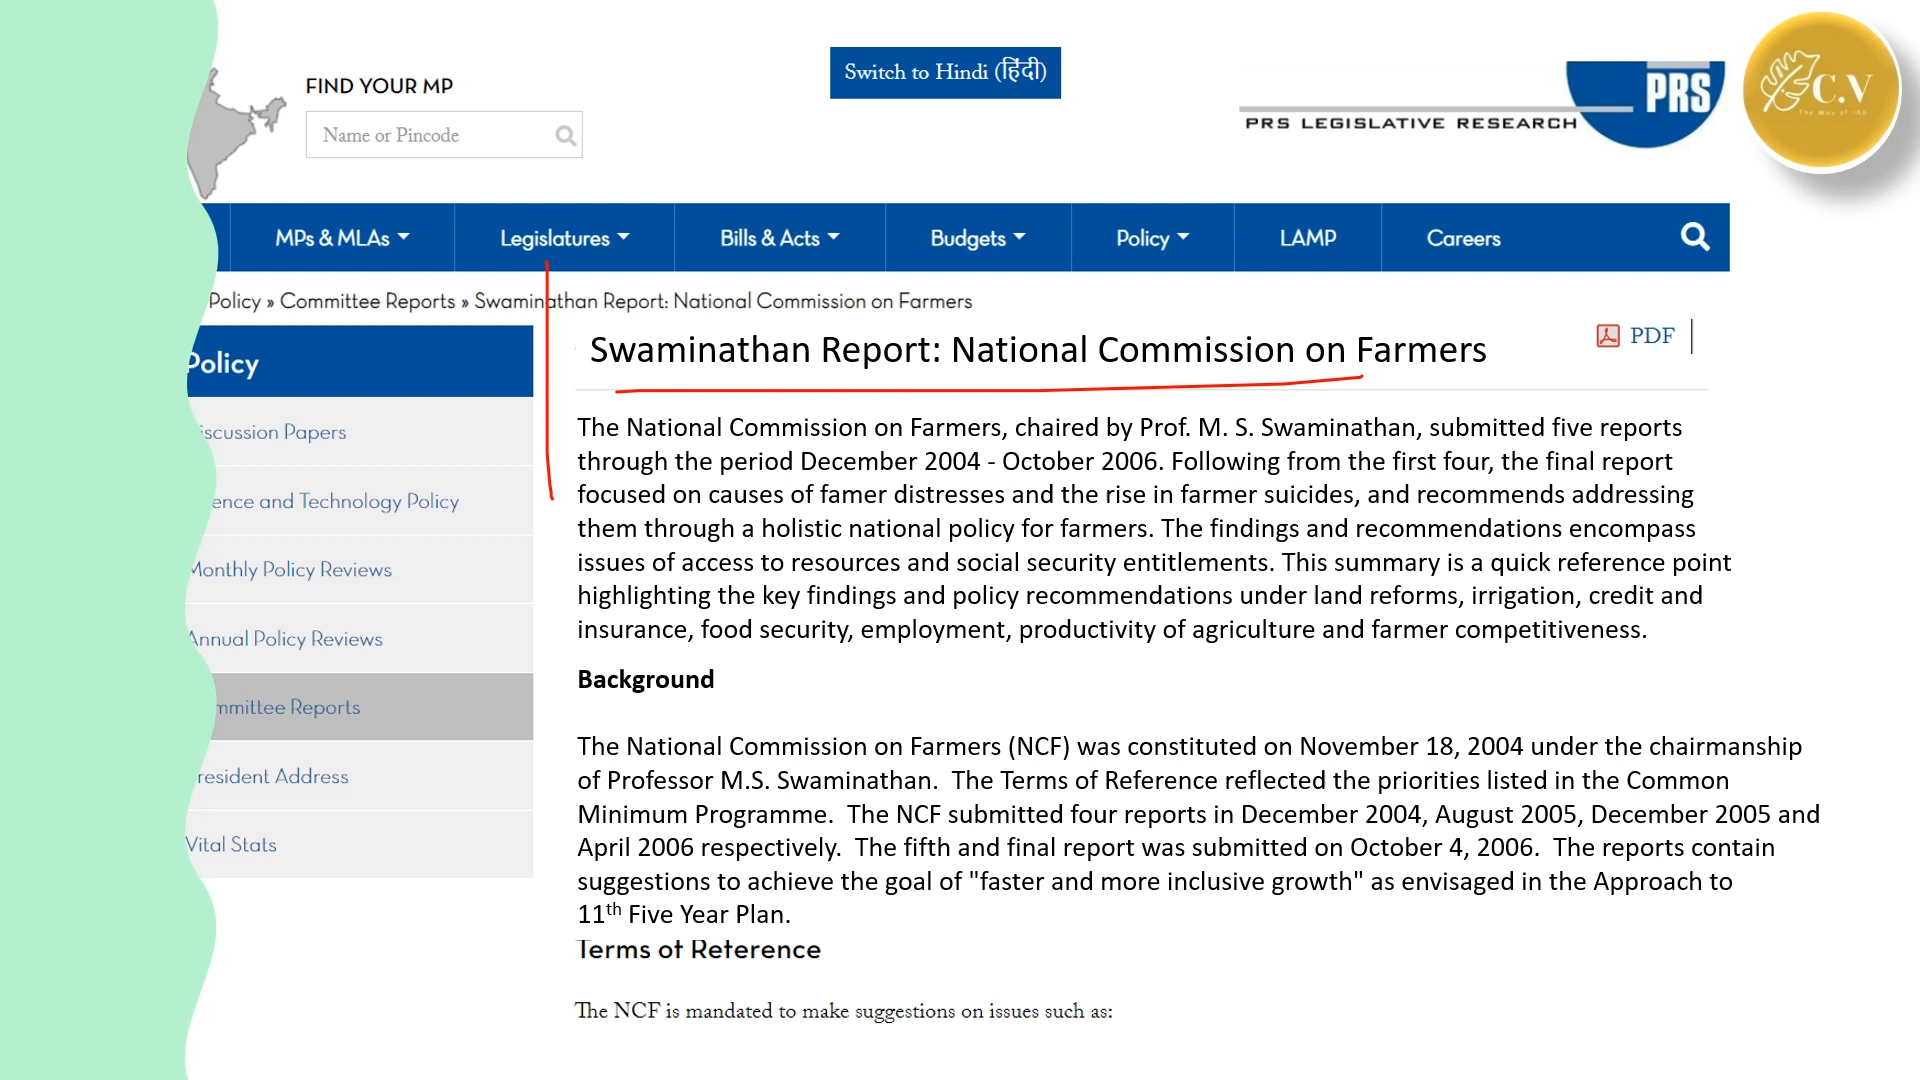 FIND YOUR MP
Name or Pincode
Switch to Hindi (हिंदी)
PRS
PRS LEGISLATIVE RESEARCH
C.V
The Way of IAS
MPs & MLAs
Legislatures
Bills & Acts
Budgets
Policy
LAMP
Careers
Policy » Committee Reports » Swaminathan Report: National Commission on Farmers
Policy
iscussion Papers
ence and Technology Policy
Monthly Policy Reviews
Annual Policy Reviews
mmittee Reports
resident Address
Vital Stats
Swaminathan Report: National Commission on Farmers
PDF
The National Commission on Farmers, chaired by Prof. M. S. Swaminathan, submitted five reports
through the period December 2004 - October 2006. Following from the first four, the final report
focused on causes of famer distresses and the rise in farmer suicides, and recommends addressing
them through a holistic national policy for farmers. The findings and recommendations encompass
issues of access to resources and social security entitlements. This summary is a quick reference point
highlighting the key findings and policy recommendations under land reforms, irrigation, credit and
insurance, food security, employment, productivity of agriculture and farmer competitiveness.
Background
The National Commission on Farmers (NCF) was constituted on November 18, 2004 under the chairmanship
of Professor M.S. Swaminathan. The Terms of Reference reflected the priorities listed in the Common
Minimum Programme. The NCF submitted four reports in December 2004, August 2005, December 2005 and
April 2006 respectively. The fifth and final report was submitted on October 4, 2006. The reports contain
suggestions to achieve the goal of "faster and more inclusive growth" as envisaged in the Approach to
11th Five Year Plan.
Terms of Reference
The NCF is mandated to make suggestions on issues such as: